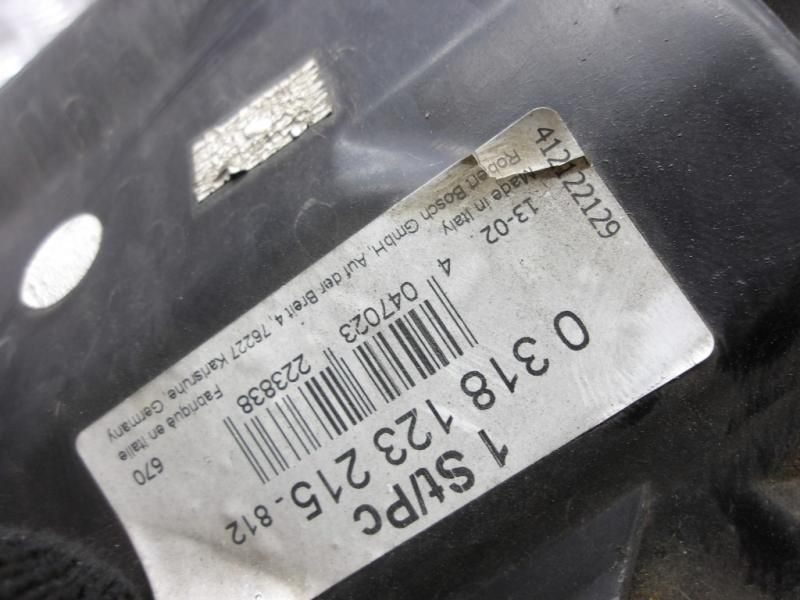 1 St/Pc
0 318 123 215-812
4 047023 223838
13-02
Made in Italy
Fabriqué en Italie
670
Robert Bosch GmbH, Auf der Breit 4, 76227 Karlsruhe, Germany
412122129